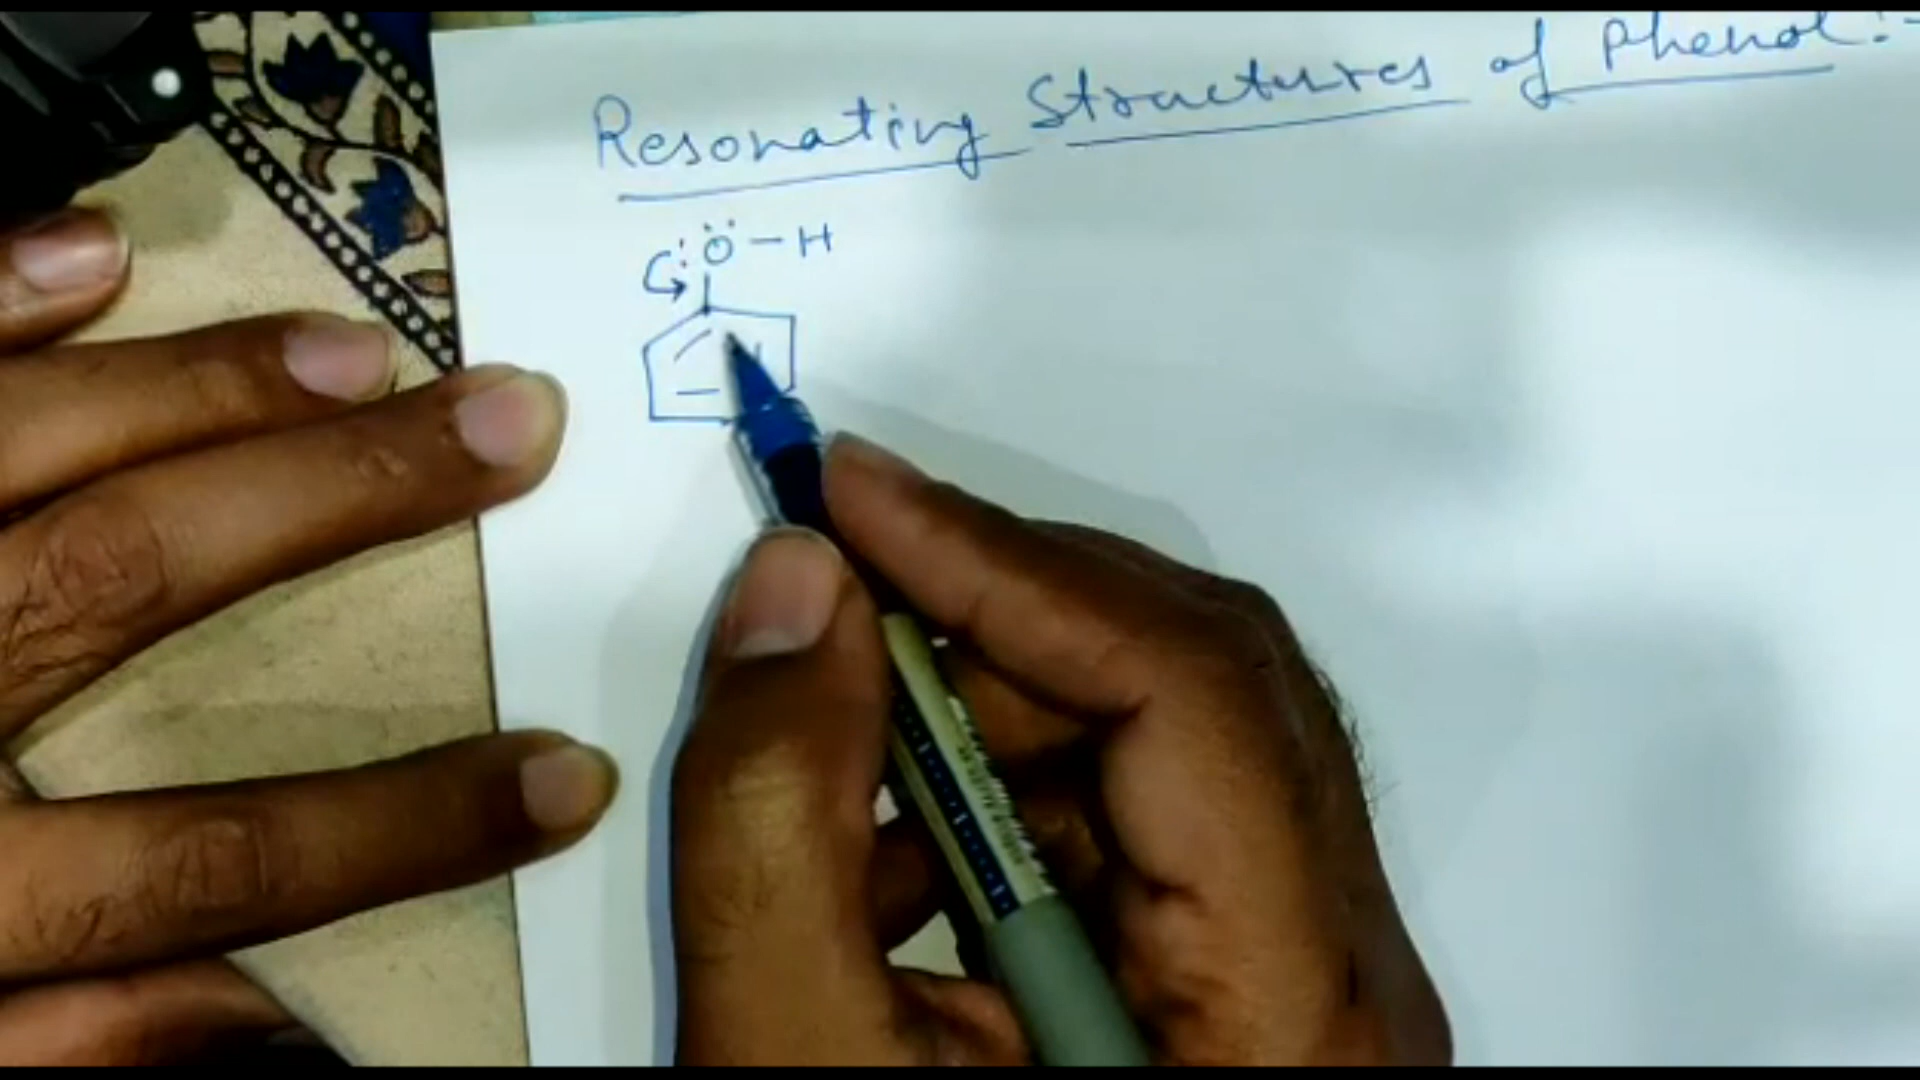 Resonating Structures of Phenol:-
:Ö-H